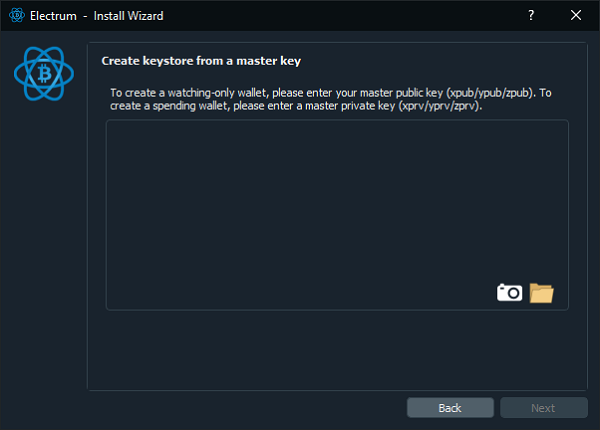 Electrum - Install Wizard
Create keystore from a master key
To create a watching-only wallet, please enter your master public key (xpub/ypub/zpub). To
create a spending wallet, please enter a master private key (xprv/yprv/zprv).
Back
Next